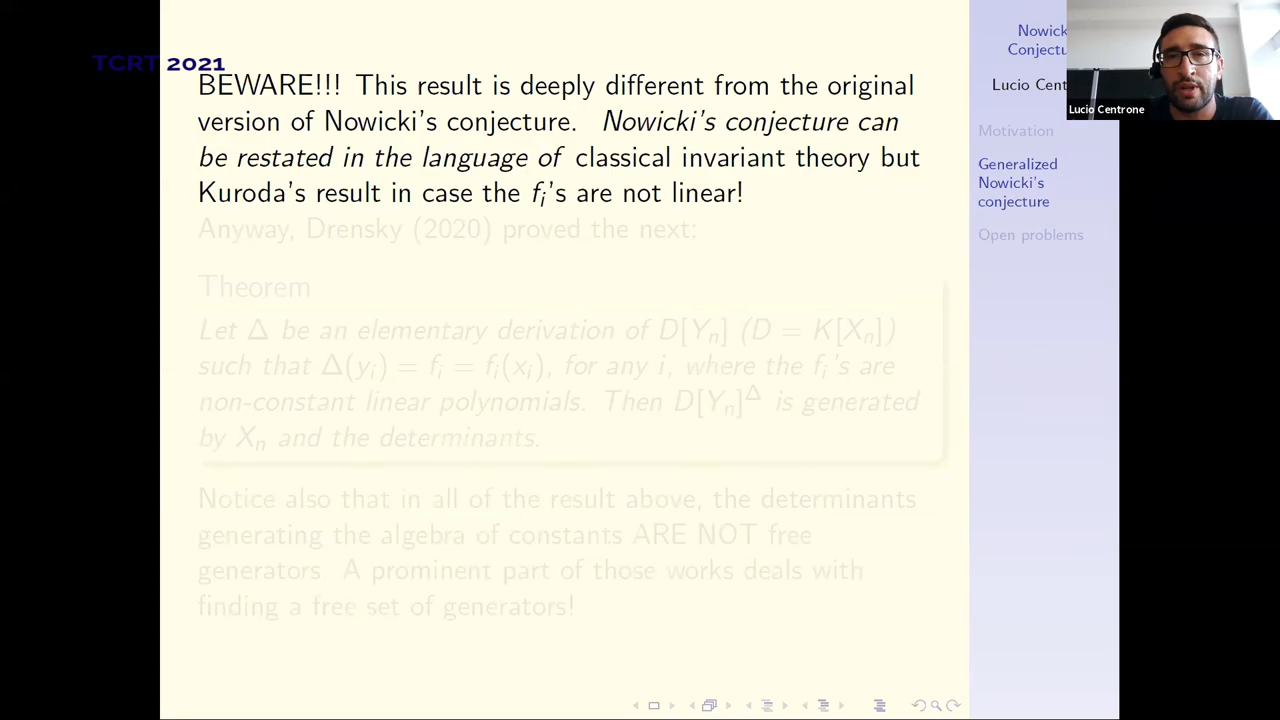 TCRT 2021
BEWARE!!! This result is deeply different from the original
version of Nowicki's conjecture. Nowicki's conjecture can
be restated in the language of classical invariant theory but
Kuroda's result in case the fᵢ's are not linear!
Anyway, Drensky (2020) proved the next:
Theorem
Let Δ be an elementary derivation of D[Yₙ] (D = K[Xₙ])
such that Δ(yᵢ) = fᵢ = fᵢ(xᵢ), for any i, where the fᵢ's are
non-constant linear polynomials. Then D[Yₙ]^Δ is generated
by Xₙ and the determinants.
Notice also that in all of the result above, the determinants
generating the algebra of constants ARE NOT free
generators. A prominent part of those works deals with
finding a free set of generators!
Nowick
Conjectu
Lucio Cent
Motivation
Generalized
Nowicki's
conjecture
Open problems
Lucio Centrone